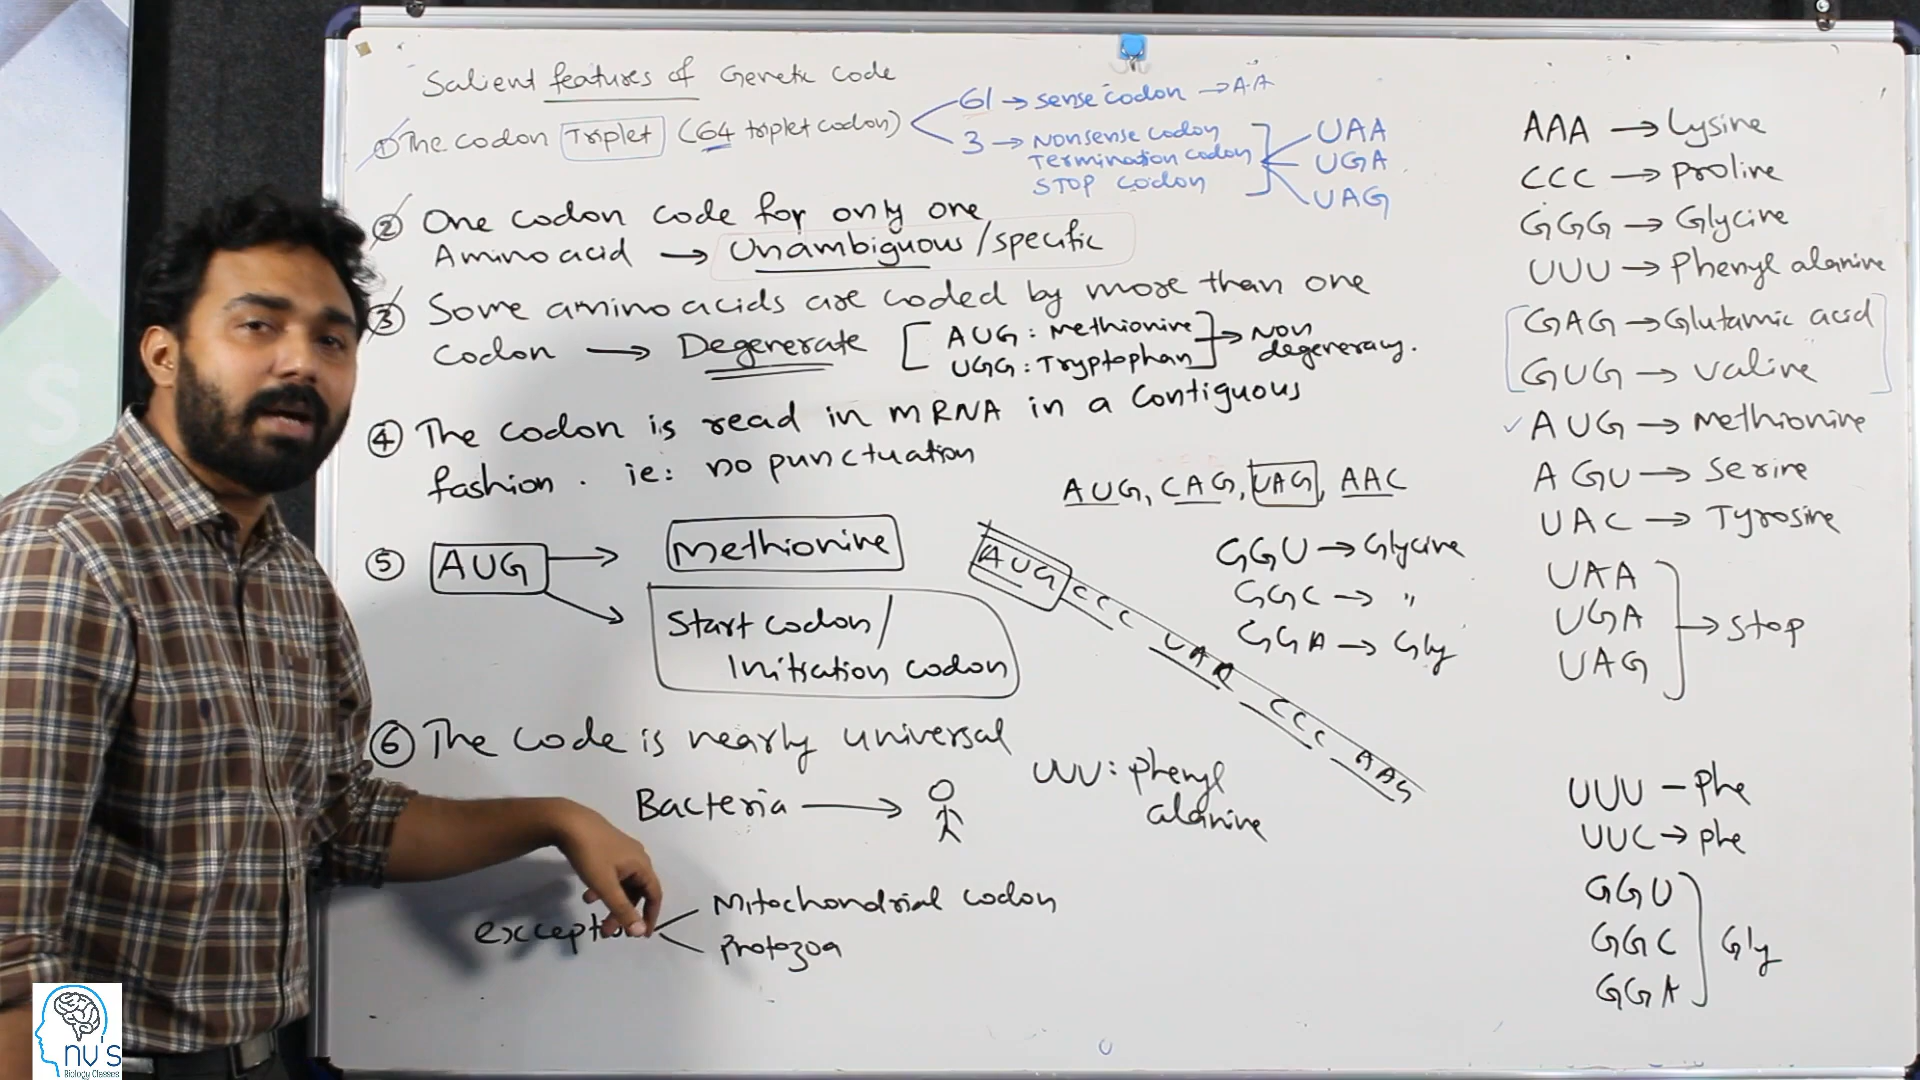 Salient features of Genetic Code
① The codon Triplet (64 triplet codon)
61 → sense codon → A.A
3 → Nonsense codon
Termination codon
STOP codon
UAA
UGA
UAG
② One codon code for only one
Aminoacid → Unambiguous/specific
③ Some amino acids are coded by more than one
codon → Degenerate
AUG: Methionine
UGG: Tryptophan
→ Non
degeneracy.
④ The codon is read in mRNA in a Contiguous
fashion. ie: no punctuation
AUG, CAG, UAG, AAC
⑤ AUG → Methionine
Start codon/
Initiation codon
AUG CCC CCC AAG
GGU → Glycine
GGC → "
GGA → Gly
⑥ The code is nearly universal
Bacteria →
UUU: phenyl
alanine
Mitochondrial codon
protozoa
AAA → Lysine
CCC → Proline
GGG → Glycine
UUU → Phenyl alanine
GAG → Glutamic acid
GUG → valine
AUG → Methionine
AGU → Serine
UAC → Tyrosine
UAA
UGA
UAG
→ Stop
UUU – Phe
UUC → phe
GGU
GGC
GGA
Gly
S
nv's
Biology Classes